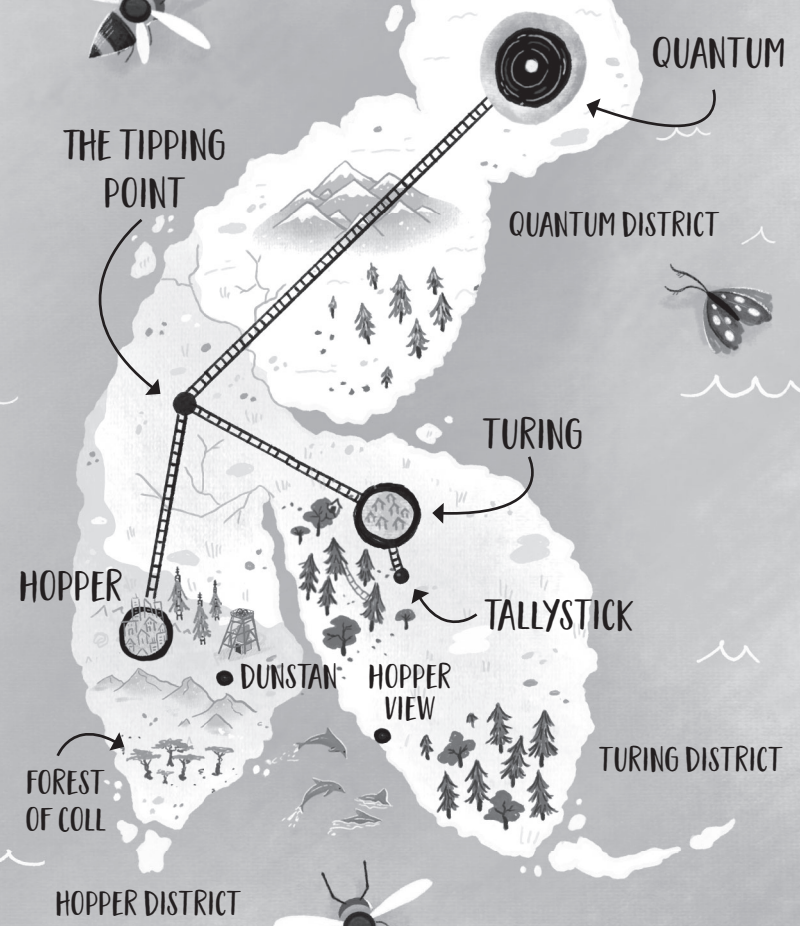 QUANTUM
THE TIPPING
POINT
QUANTUM DISTRICT
TURING
HOPPER
TALLYSTICK
DUNSTAN
HOPPER
VIEW
FOREST
OF COLL
TURING DISTRICT
HOPPER DISTRICT